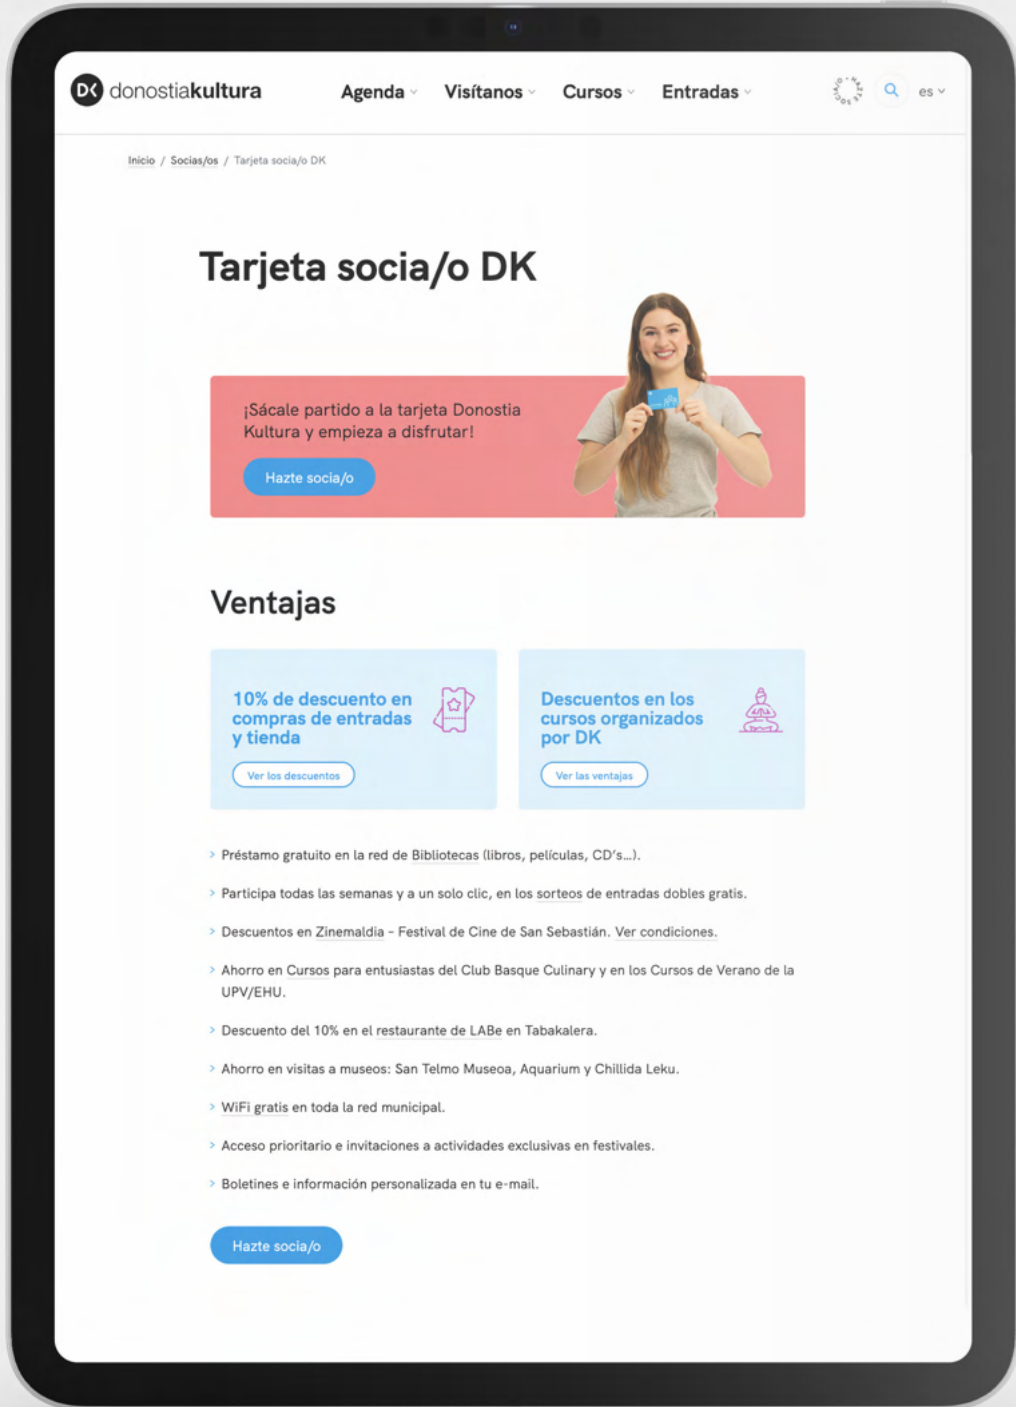 DK donostiakultura
Agenda Visítanos Cursos Entradas
HAZTE SOCIA/O
es
Inicio / Socias/os / Tarjeta socia/o DK
Tarjeta socia/o DK
¡Sácale partido a la tarjeta Donostia
Kultura y empieza a disfrutar!
Hazte socia/o
Ventajas
10% de descuento en
compras de entradas
y tienda
Ver los descuentos
Descuentos en los
cursos organizados
por DK
Ver las ventajas
> Préstamo gratuito en la red de Bibliotecas (libros, películas, CD's...).
> Participa todas las semanas y a un solo clic, en los sorteos de entradas dobles gratis.
> Descuentos en Zinemaldia – Festival de Cine de San Sebastián. Ver condiciones.
> Ahorro en Cursos para entusiastas del Club Basque Culinary y en los Cursos de Verano de la
UPV/EHU.
> Descuento del 10% en el restaurante de LABe en Tabakalera.
> Ahorro en visitas a museos: San Telmo Museoa, Aquarium y Chillida Leku.
> WiFi gratis en toda la red municipal.
> Acceso prioritario e invitaciones a actividades exclusivas en festivales.
> Boletines e información personalizada en tu e-mail.
Hazte socia/o